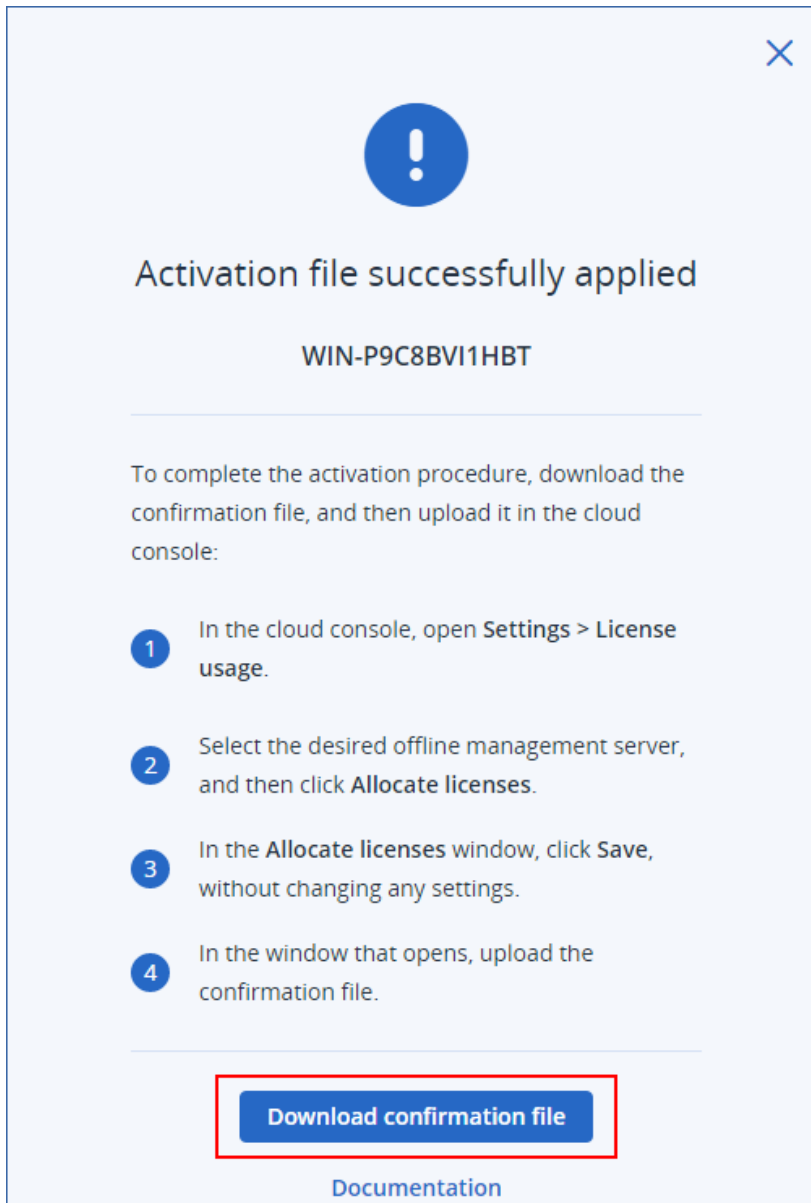 Activation file successfully applied
WIN-P9C8BVI1HBT
To complete the activation procedure, download the
confirmation file, and then upload it in the cloud
console:
1
In the cloud console, open Settings > License
usage.
2
Select the desired offline management server,
and then click Allocate licenses.
3
In the Allocate licenses window, click Save,
without changing any settings.
4
In the window that opens, upload the
confirmation file.
Download confirmation file
Documentation